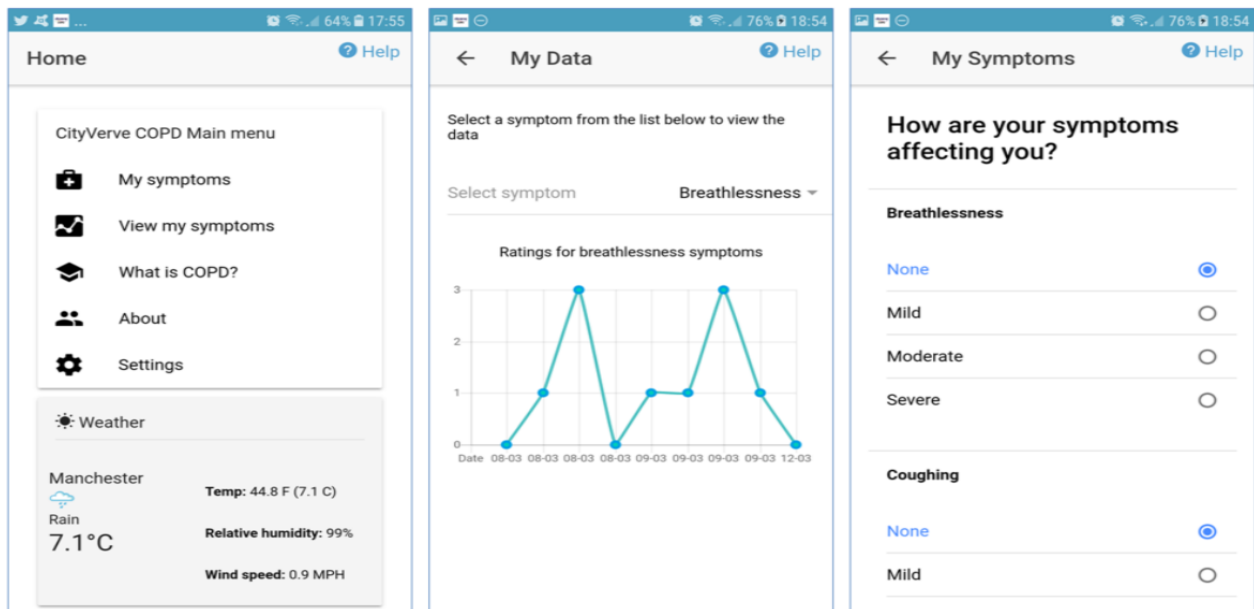 64% 17:55
Home
Help
CityVerve COPD Main menu
My symptoms
View my symptoms
What is COPD?
About
Settings
Weather
Manchester
Rain
7.1°C
Temp: 44.8 F (7.1 C)
Relative humidity: 99%
Wind speed: 0.9 MPH
76% 18:54
My Data
Help
Select a symptom from the list below to view the
data
Select symptom Breathlessness
Ratings for breathlessness symptoms
3
2
1
0
Date 08-03 08-03 08-03 08-03 09-03 09-03 09-03 09-03 12-03
76% 18:54
My Symptoms
Help
How are your symptoms
affecting you?
Breathlessness
None
Mild
Moderate
Severe
Coughing
None
Mild